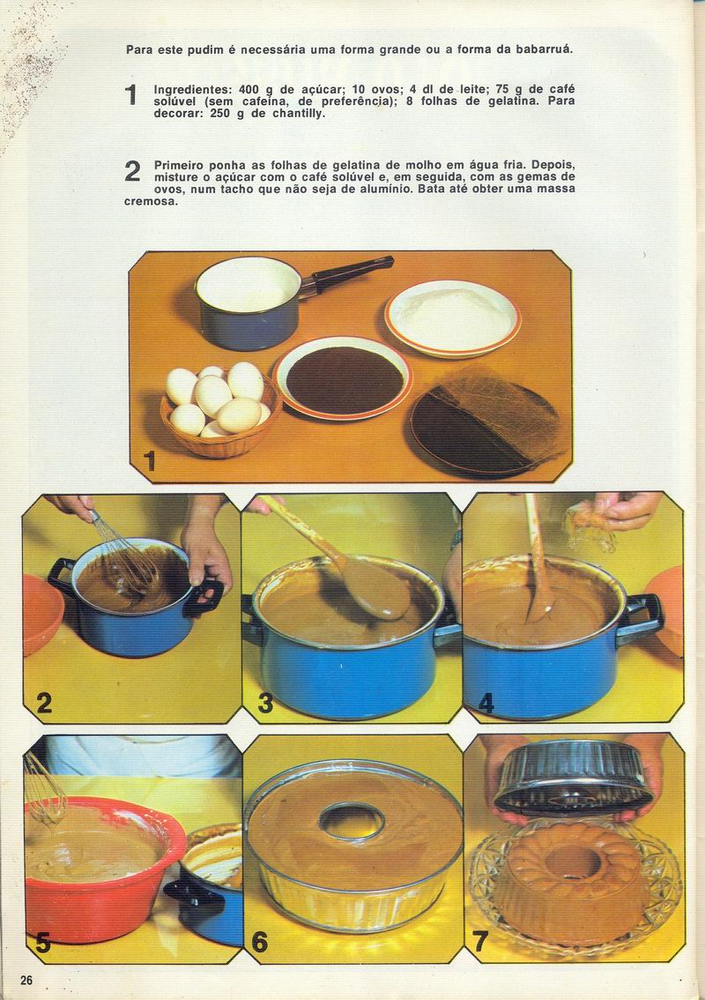 Para este pudim é necessária uma forma grande ou a forma da babarruá.
1 Ingredientes: 400 g de açúcar; 10 ovos; 4 dl de leite; 75 g de café
solúvel (sem cafeína, de preferência); 8 folhas de gelatina. Para
decorar: 250 g de chantilly.
2 Primeiro ponha as folhas de gelatina de molho em água fria. Depois,
misture o açúcar com o café solúvel e, em seguida, com as gemas de
ovos, num tacho que não seja de alumínio. Bata até obter uma massa
cremosa.
1
2
3
4
5
6
7
26